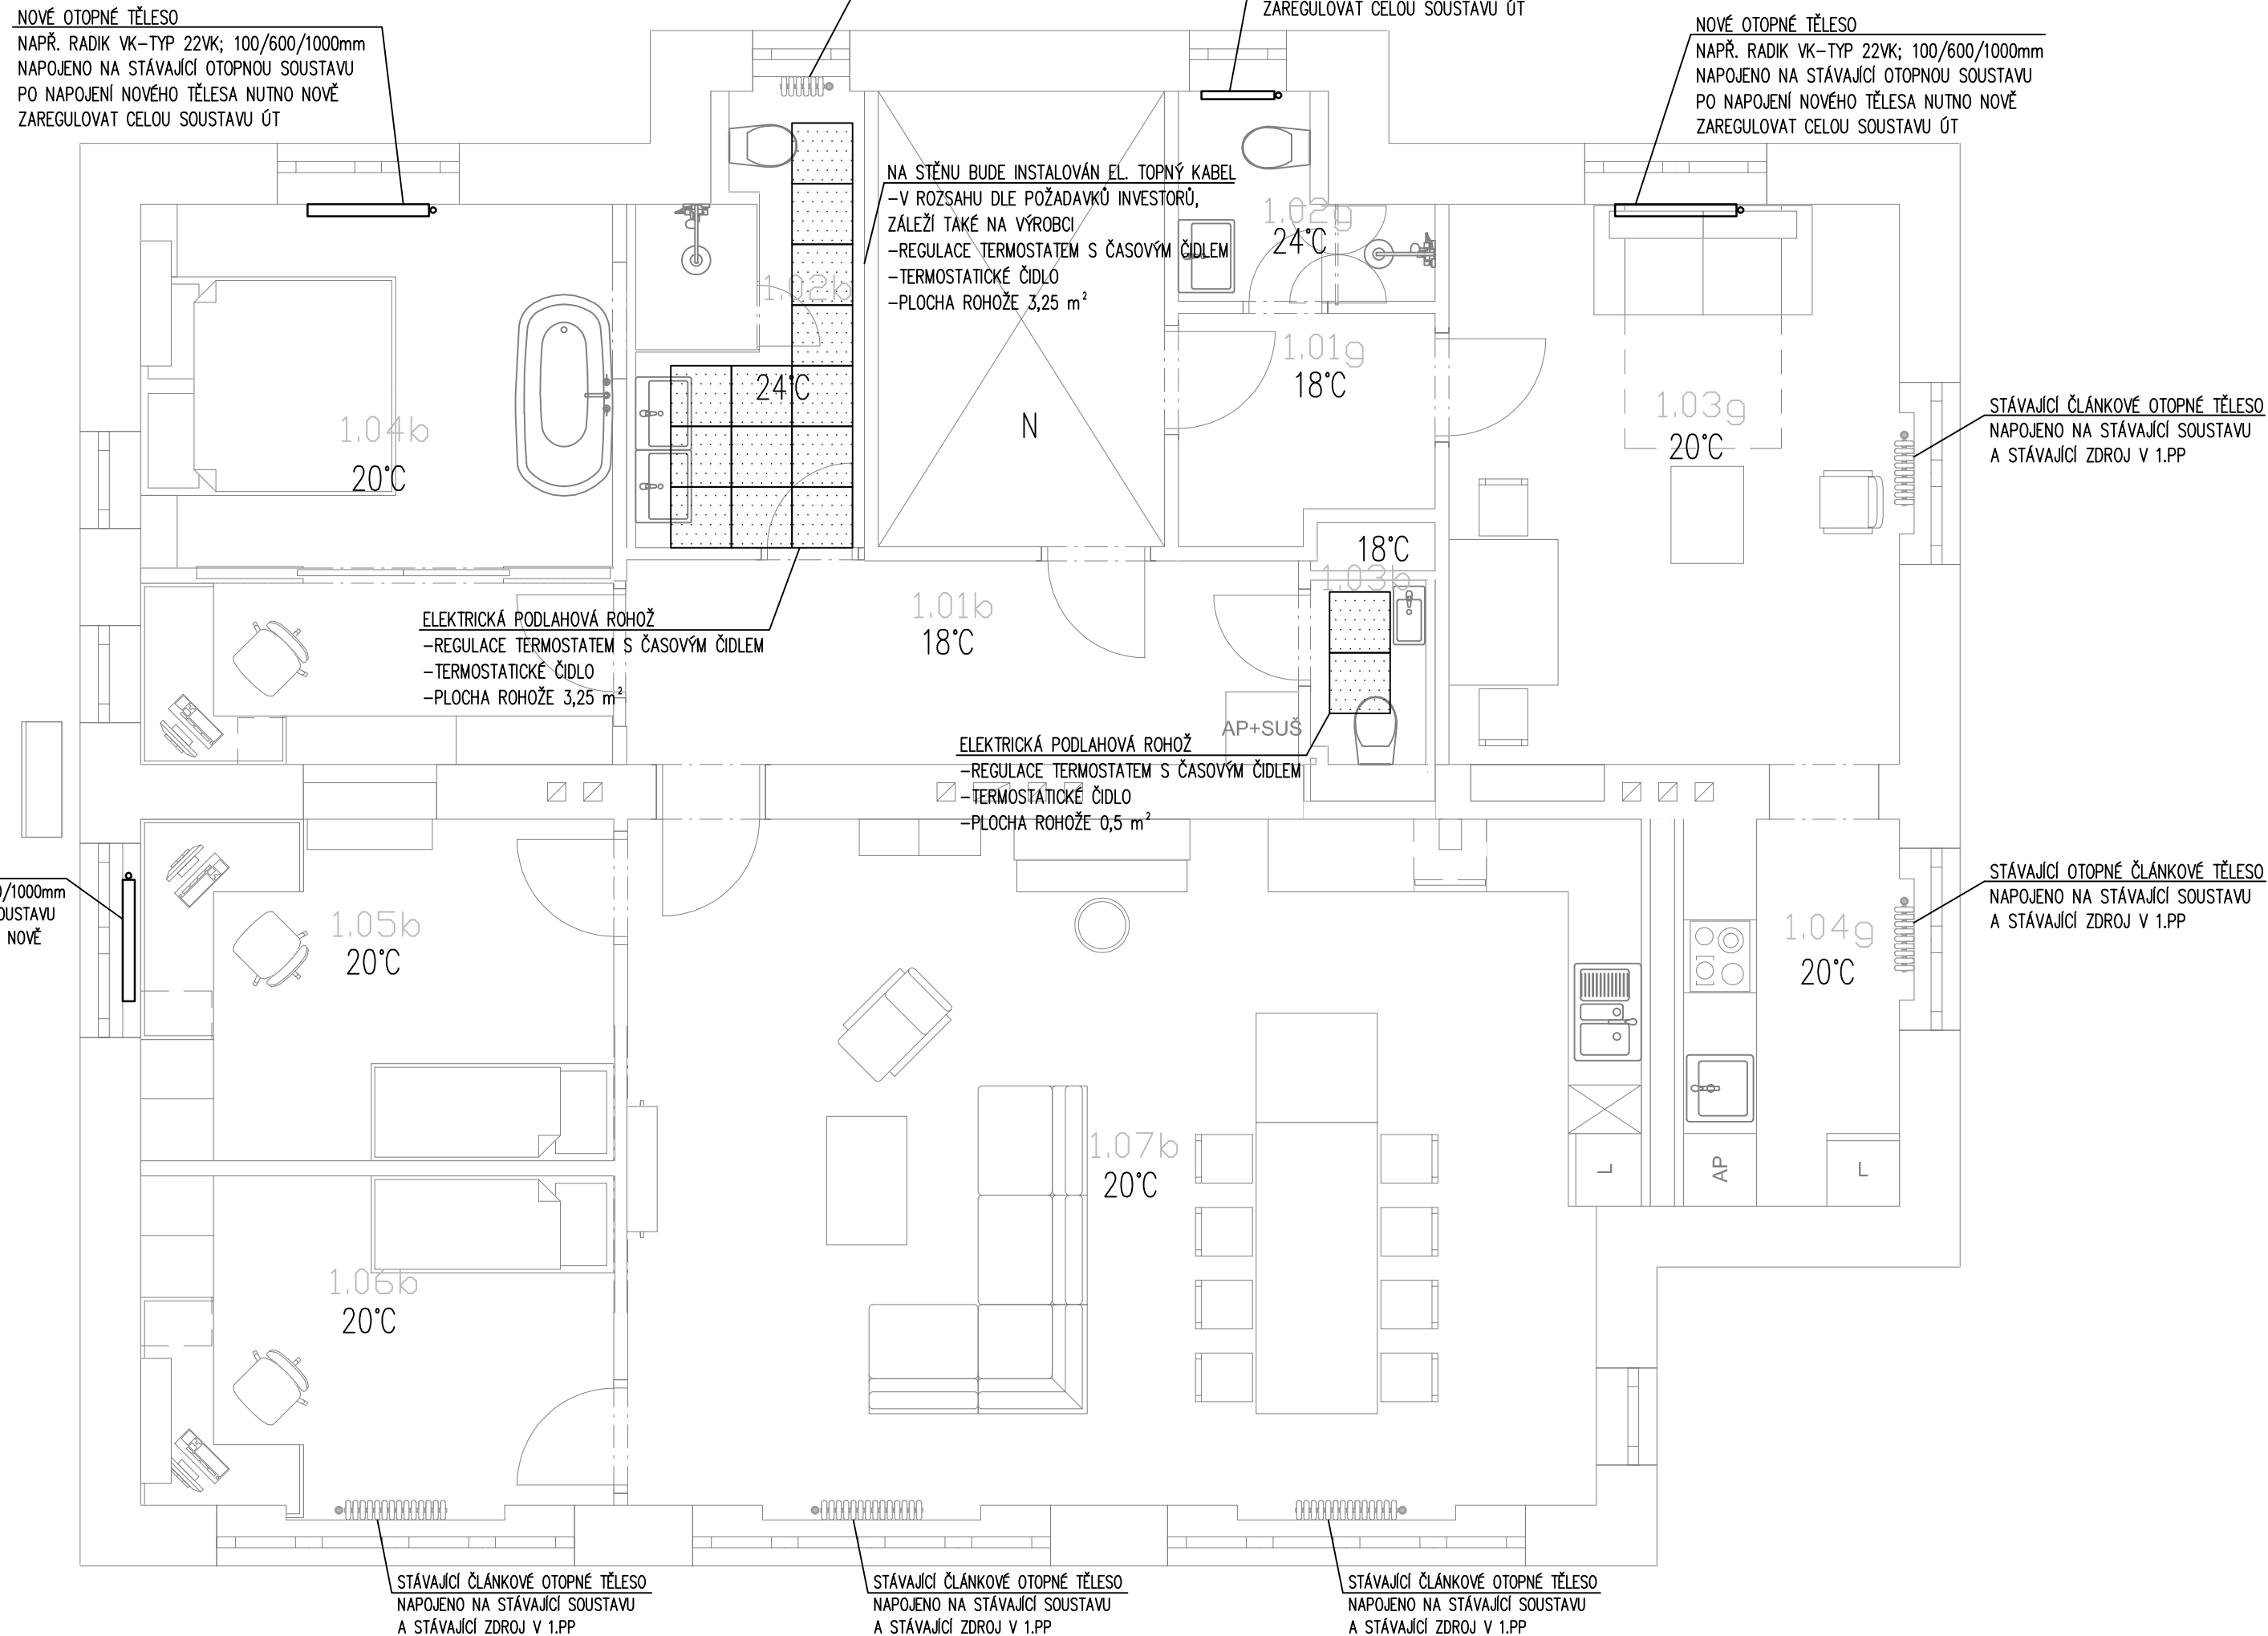 NOVÉ OTOPNÉ TĚLESO
NAPŘ. RADIK VK-TYP 22VK; 100/600/1000mm
NAPOJENO NA STÁVAJÍCÍ OTOPNOU SOUSTAVU
PO NAPOJENÍ NOVÉHO TĚLESA NUTNO NOVĚ
ZAREGULOVAT CELOU SOUSTAVU ÚT
ZAREGULOVAT CELOU SOUSTAVU ÚT
NOVÉ OTOPNÉ TĚLESO
NAPŘ. RADIK VK-TYP 22VK; 100/600/1000mm
NAPOJENO NA STÁVAJÍCÍ OTOPNOU SOUSTAVU
PO NAPOJENÍ NOVÉHO TĚLESA NUTNO NOVĚ
ZAREGULOVAT CELOU SOUSTAVU ÚT
NA STĚNU BUDE INSTALOVÁN EL. TOPNÝ KABEL
-V ROZSAHU DLE POŽADAVKŮ INVESTORŮ,
ZÁLEŽÍ TAKÉ NA VÝROBCI
-REGULACE TERMOSTATEM S ČASOVÝM ČIDLEM
-TERMOSTATICKÉ ČIDLO
-PLOCHA ROHOŽE 3,25 m²
1.02g
24°C
1.02b
24°C
1.01g
18°C
N
1.04b
20°C
1.03g
20°C
STÁVAJÍCÍ ČLÁNKOVÉ OTOPNÉ TĚLESO
NAPOJENO NA STÁVAJÍCÍ SOUSTAVU
A STÁVAJÍCÍ ZDROJ V 1.PP
18°C
1.03b
1.01b
18°C
ELEKTRICKÁ PODLAHOVÁ ROHOŽ
-REGULACE TERMOSTATEM S ČASOVÝM ČIDLEM
-TERMOSTATICKÉ ČIDLO
-PLOCHA ROHOŽE 3,25 m²
AP+SUŠ
ELEKTRICKÁ PODLAHOVÁ ROHOŽ
-REGULACE TERMOSTATEM S ČASOVÝM ČIDLEM
-TERMOSTATICKÉ ČIDLO
-PLOCHA ROHOŽE 0,5 m²
/1000mm
NOVĚ
1.05b
20°C
1.04g
20°C
STÁVAJÍCÍ OTOPNÉ ČLÁNKOVÉ TĚLESO
NAPOJENO NA STÁVAJÍCÍ SOUSTAVU
A STÁVAJÍCÍ ZDROJ V 1.PP
1.07b
20°C
L
AP
L
1.06b
20°C
STÁVAJÍCÍ ČLÁNKOVÉ OTOPNÉ TĚLESO
NAPOJENO NA STÁVAJÍCÍ SOUSTAVU
A STÁVAJÍCÍ ZDROJ V 1.PP
STÁVAJÍCÍ ČLÁNKOVÉ OTOPNÉ TĚLESO
NAPOJENO NA STÁVAJÍCÍ SOUSTAVU
A STÁVAJÍCÍ ZDROJ V 1.PP
STÁVAJÍCÍ ČLÁNKOVÉ OTOPNÉ TĚLESO
NAPOJENO NA STÁVAJÍCÍ SOUSTAVU
A STÁVAJÍCÍ ZDROJ V 1.PP